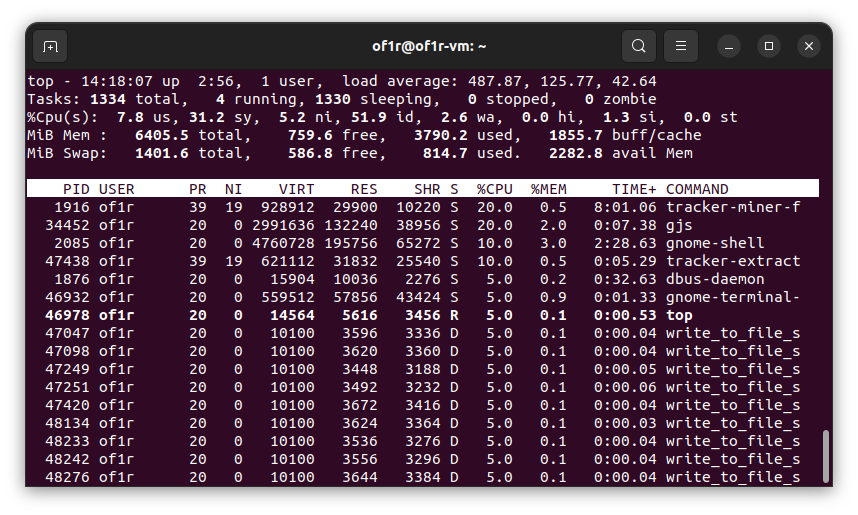 of1r@of1r-vm: ~
top - 14:18:07 up  2:56,  1 user,  load average: 487.87, 125.77, 42.64
Tasks: 1334 total,   4 running, 1330 sleeping,   0 stopped,   0 zombie
%Cpu(s):  7.8 us, 31.2 sy,  5.2 ni, 51.9 id,  2.6 wa,  0.0 hi,  1.3 si,  0.0 st
MiB Mem :   6405.5 total,    759.6 free,   3790.2 used,   1855.7 buff/cache
MiB Swap:   1401.6 total,    586.8 free,    814.7 used.   2282.8 avail Mem
PID USER      PR  NI    VIRT    RES    SHR S  %CPU  %MEM     TIME+ COMMAND
1916 of1r      39  19  928912  29900  10220 S  20.0   0.5   8:01.06 tracker-miner-f
34452 of1r      20   0 2991636 132240  38956 S  20.0   2.0   0:07.38 gjs
2085 of1r      20   0 4760728 195756  65272 S  10.0   3.0   2:28.63 gnome-shell
47438 of1r      39  19  621112  31832  25540 S  10.0   0.5   0:05.29 tracker-extract
1876 of1r      20   0   15904  10036   2276 S   5.0   0.2   0:32.63 dbus-daemon
46932 of1r      20   0  559512  57856  43424 S   5.0   0.9   0:01.33 gnome-terminal-
46978 of1r      20   0   14564   5616   3456 R   5.0   0.1   0:00.53 top
47047 of1r      20   0   10100   3596   3336 D   5.0   0.1   0:00.04 write_to_file_s
47098 of1r      20   0   10100   3620   3360 D   5.0   0.1   0:00.04 write_to_file_s
47249 of1r      20   0   10100   3448   3188 D   5.0   0.1   0:00.05 write_to_file_s
47251 of1r      20   0   10100   3492   3232 D   5.0   0.1   0:00.06 write_to_file_s
47420 of1r      20   0   10100   3672   3416 D   5.0   0.1   0:00.04 write_to_file_s
48134 of1r      20   0   10100   3624   3364 D   5.0   0.1   0:00.03 write_to_file_s
48233 of1r      20   0   10100   3536   3276 D   5.0   0.1   0:00.04 write_to_file_s
48242 of1r      20   0   10100   3556   3296 D   5.0   0.1   0:00.04 write_to_file_s
48276 of1r      20   0   10100   3644   3384 D   5.0   0.1   0:00.04 write_to_file_s